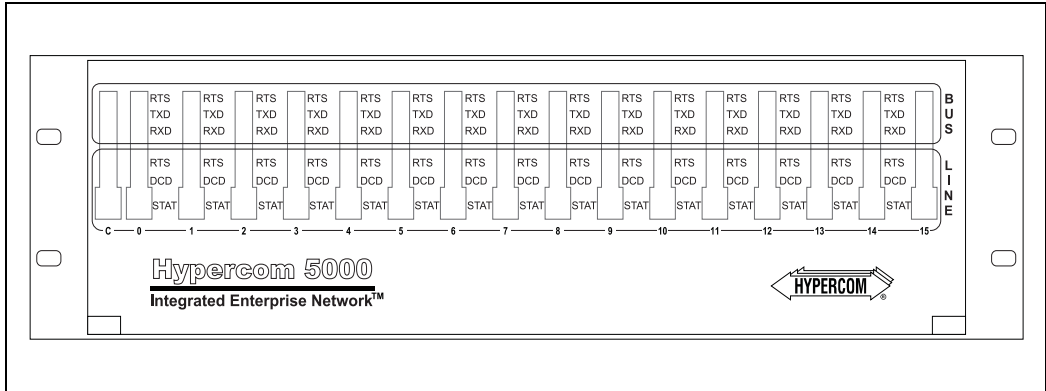 RTS RTS RTS RTS RTS RTS RTS RTS RTS RTS RTS RTS RTS RTS RTS
TXD TXD TXD TXD TXD TXD TXD TXD TXD TXD TXD TXD TXD TXD TXD
RXD RXD RXD RXD RXD RXD RXD RXD RXD RXD RXD RXD RXD RXD RXD
BUS
RTS RTS RTS RTS RTS RTS RTS RTS RTS RTS RTS RTS RTS RTS RTS
DCD DCD DCD DCD DCD DCD DCD DCD DCD DCD DCD DCD DCD DCD DCD
STAT STAT STAT STAT STAT STAT STAT STAT STAT STAT STAT STAT STAT STAT STAT
LINE
C 0 1 2 3 4 5 6 7 8 9 10 11 12 13 14 15
Hypercom 5000
Integrated Enterprise Network™
HYPERCOM®